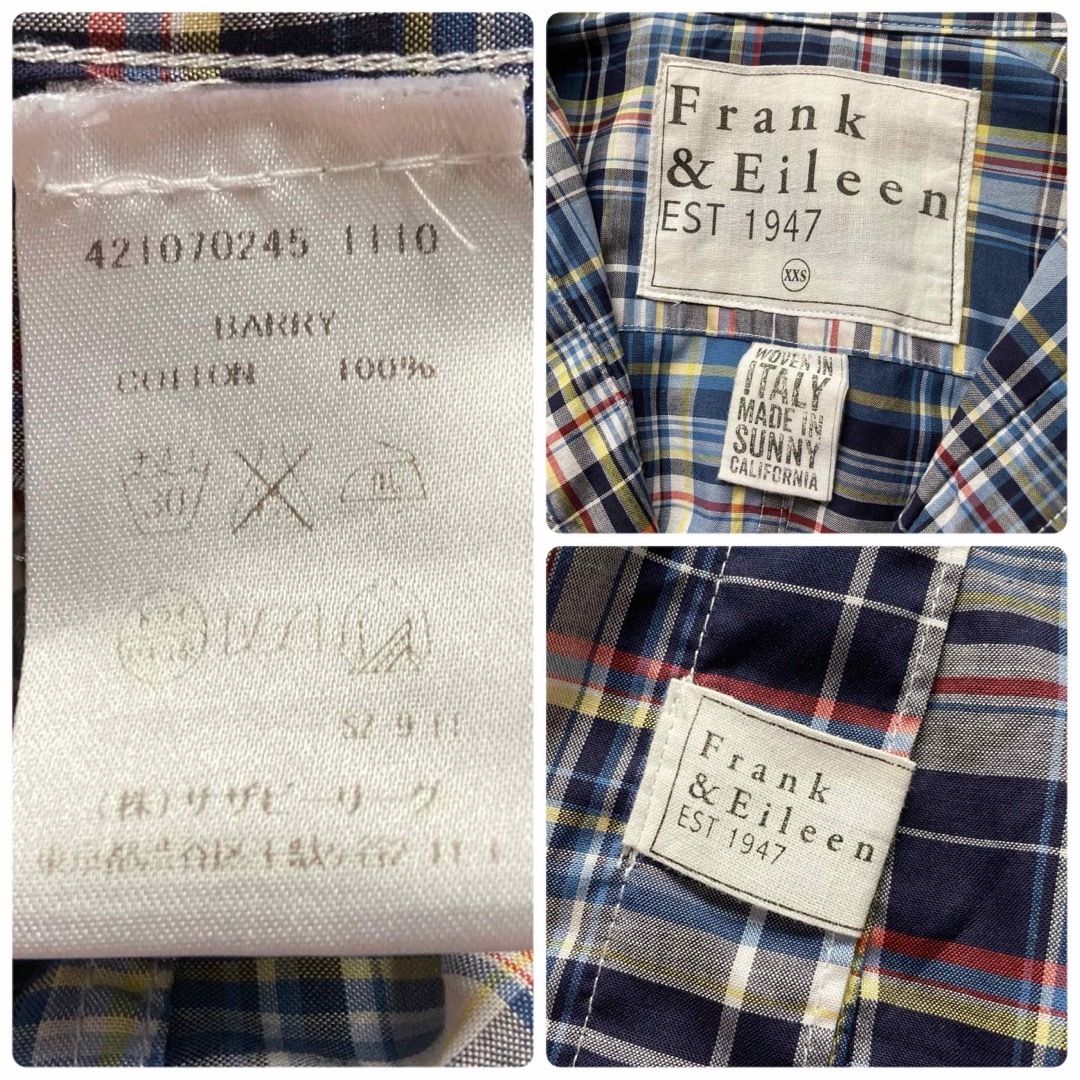 421070245 1110
BARRY
COTTON 100%
30
(株)サザビーリーグ
Frank
& Eileen
EST 1947
XXS
WOVEN IN
ITALY
MADE IN
SUNNY
CALIFORNIA
Frank
& Eileen
EST 1947